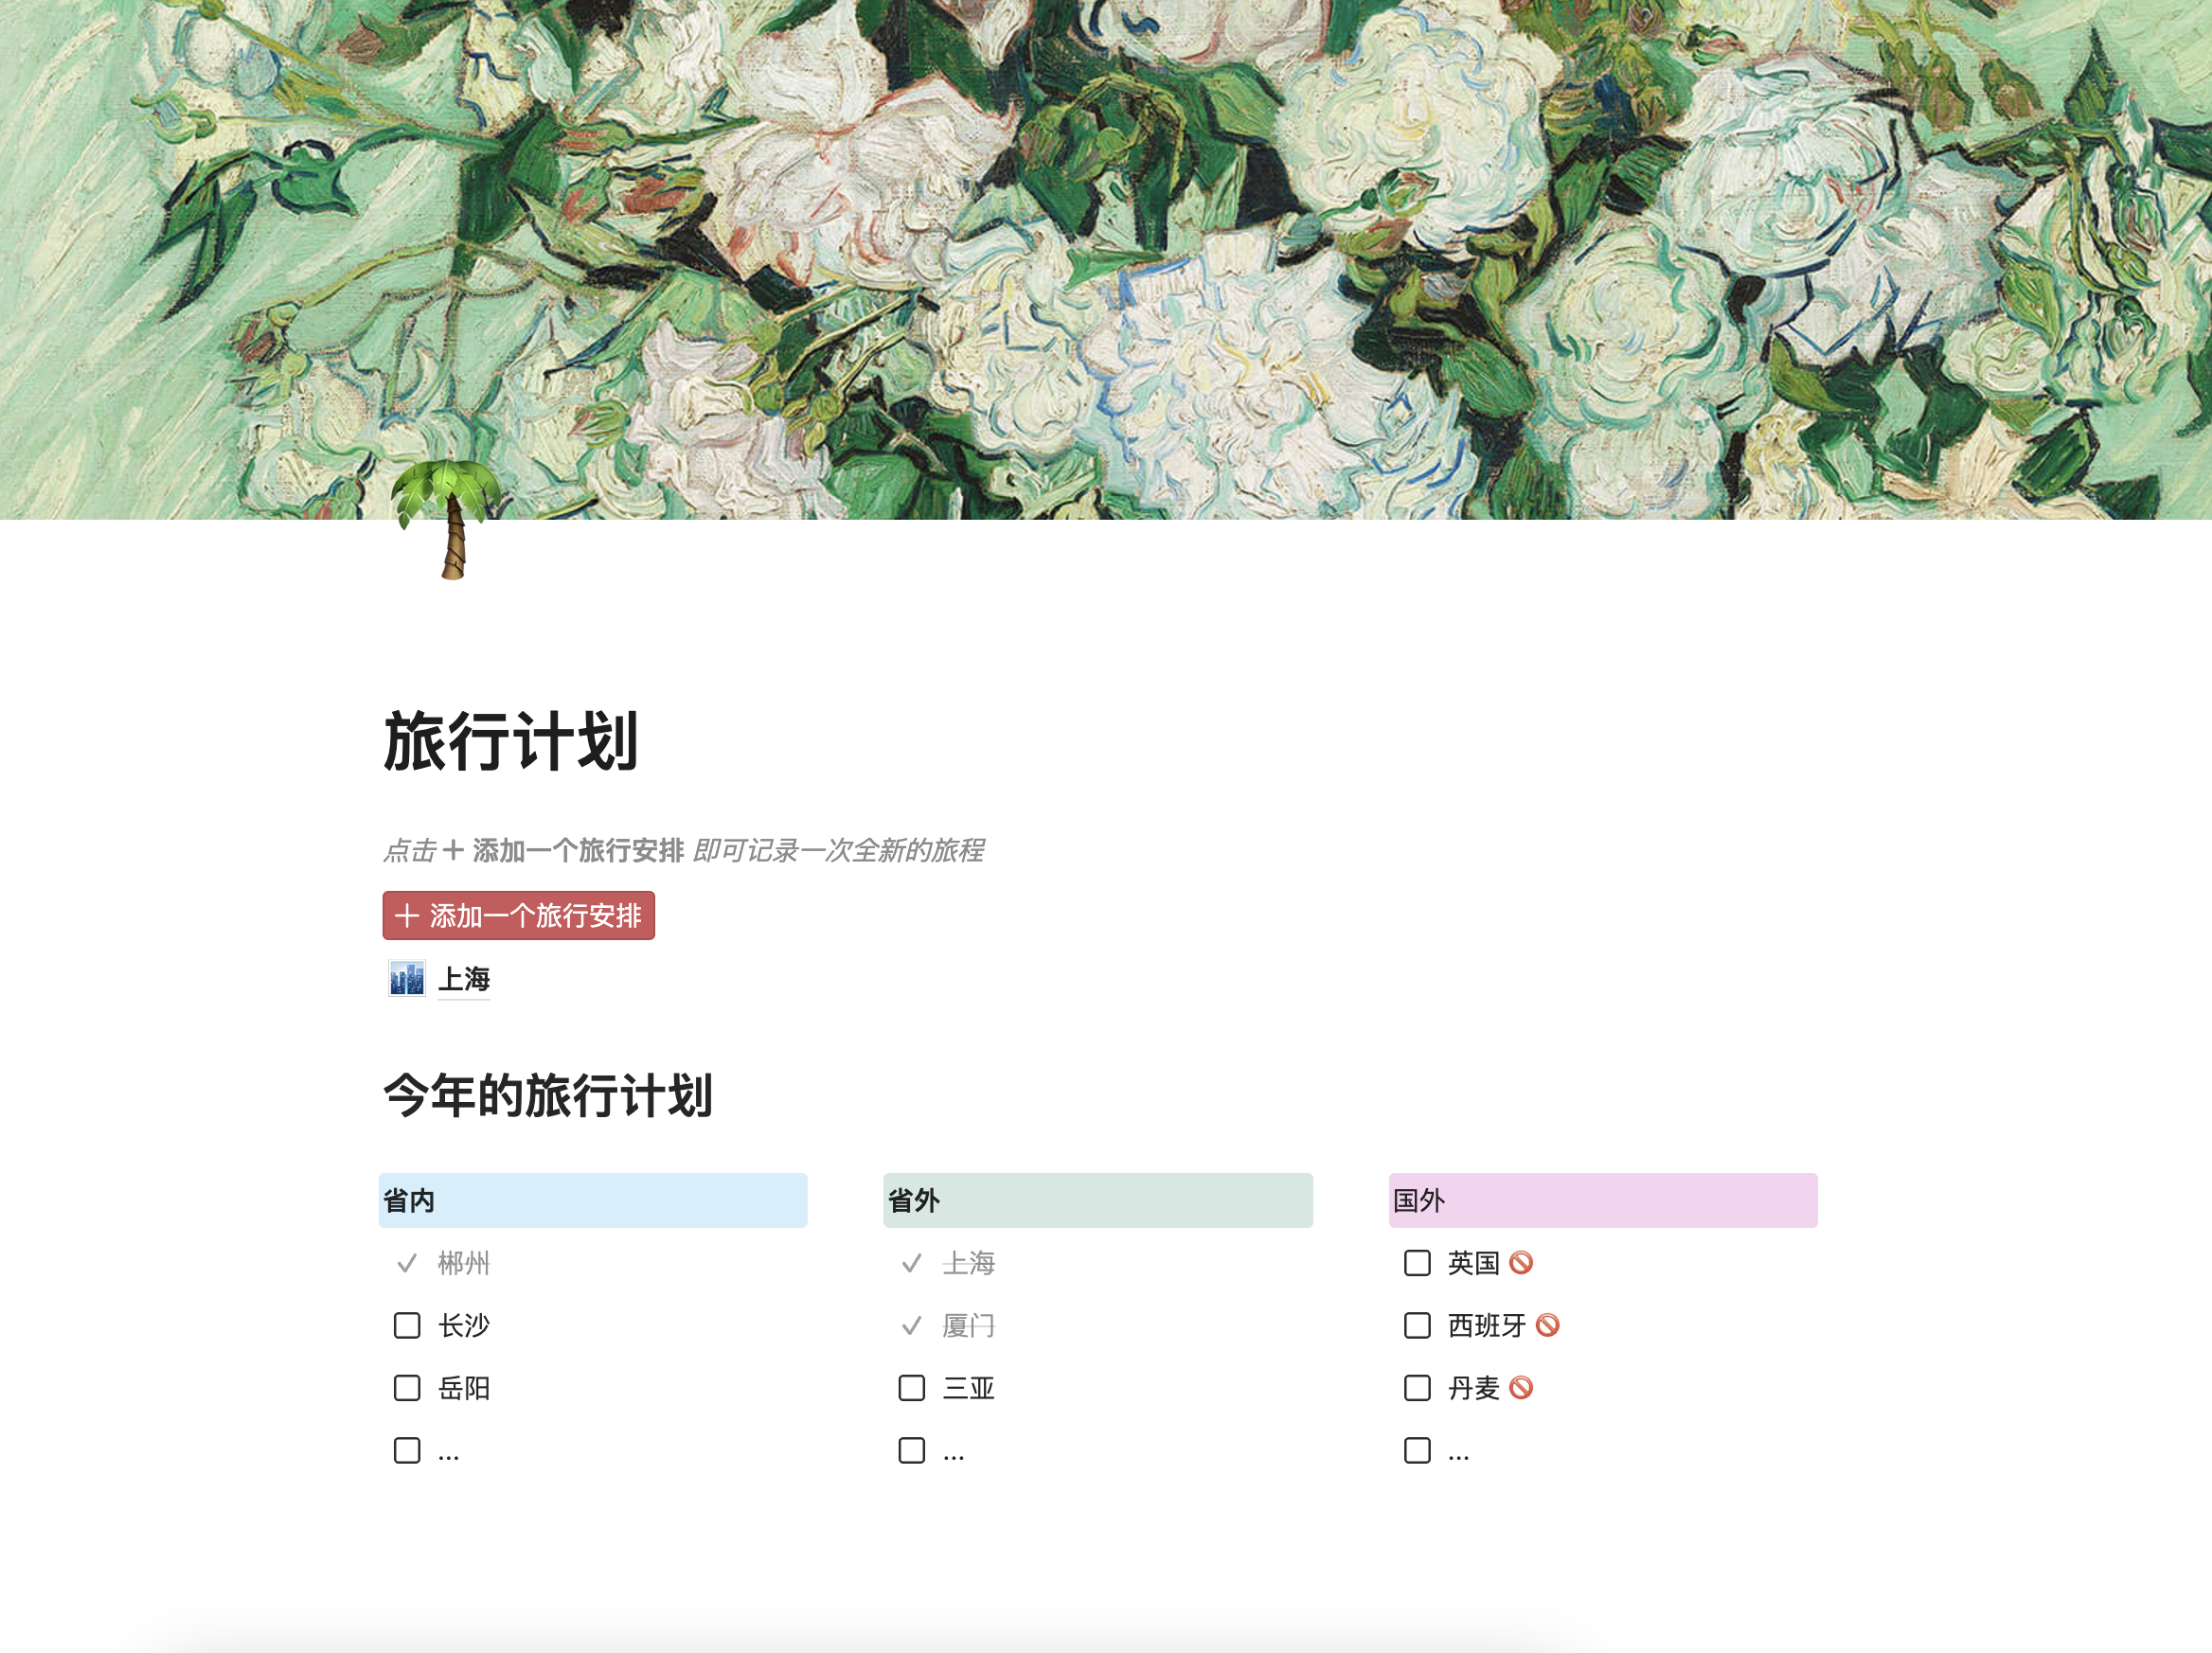 旅行计划
点击＋ 添加一个旅行安排 即可记录一次全新的旅程
＋ 添加一个旅行安排
上海
今年的旅行计划
省内
郴州
长沙
岳阳
...
省外
上海
厦门
三亚
...
国外
英国 🚫
西班牙 🚫
丹麦 🚫
...